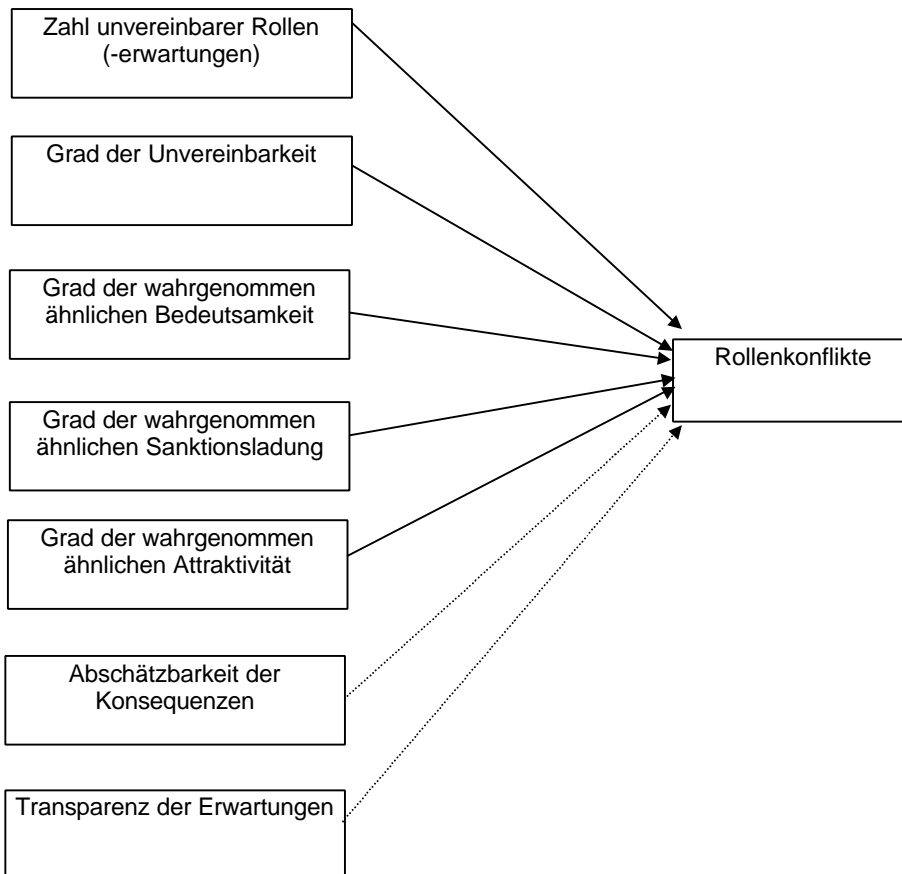 Zahl unvereinbarer Rollen
(-erwartungen)
Grad der Unvereinbarkeit
Grad der wahrgenommen
ähnlichen Bedeutsamkeit
Rollenkonflikte
Grad der wahrgenommen
ähnlichen Sanktionsladung
Grad der wahrgenommen
ähnlichen Attraktivität
Abschätzbarkeit der
Konsequenzen
Transparenz der Erwartungen